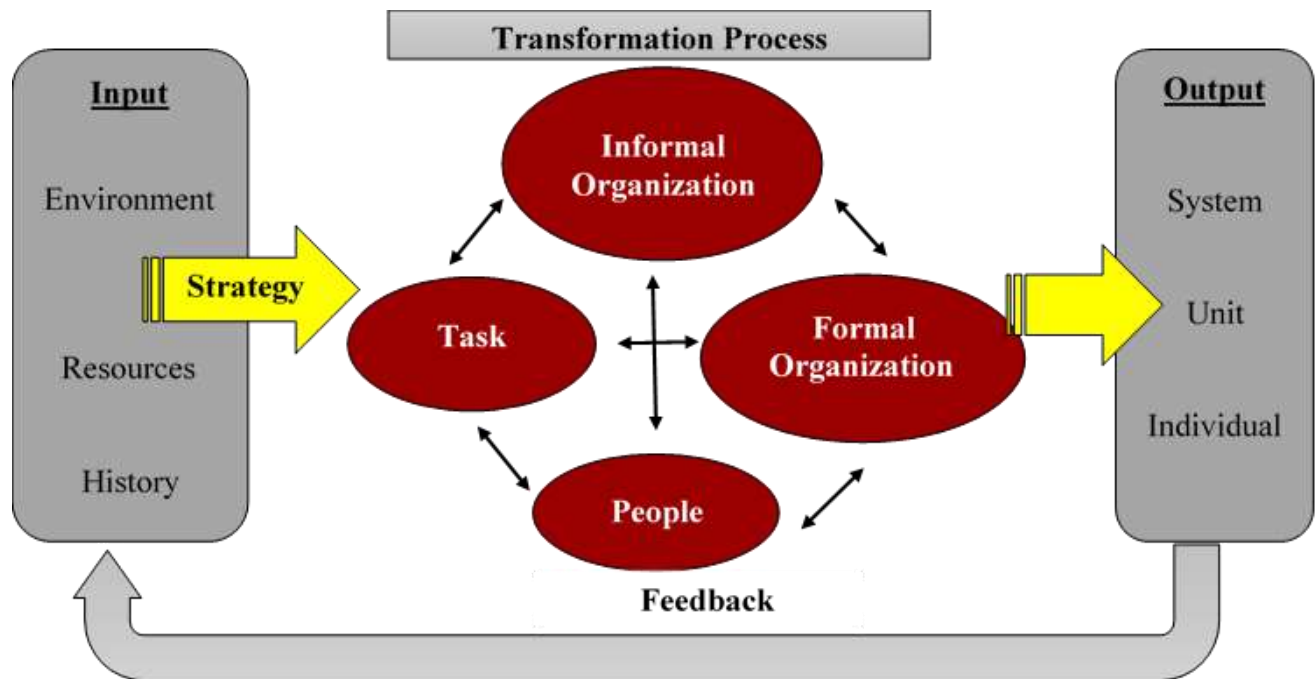 Transformation Process
Input
Environment
Strategy
Resources
History
Informal
Organization
Task
Formal
Organization
People
Feedback
Output
System
Unit
Individual